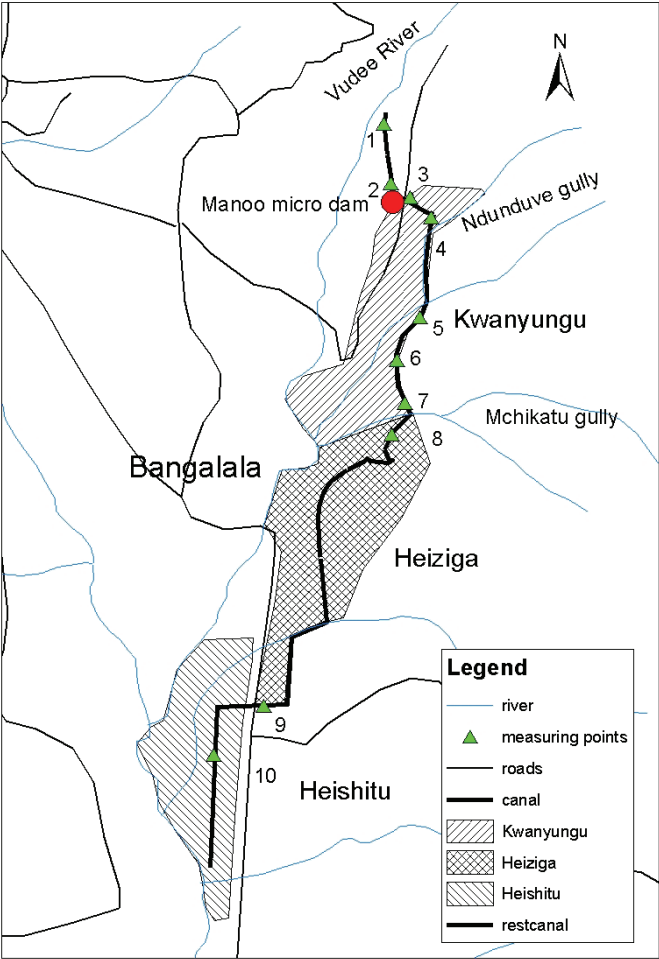 Vudee River
N
1
2
3
Manoo micro dam
Ndunduve gully
4
5
Kwanyungu
6
7
Mchikatu gully
8
Bangalala
Heiziga
9
10
Heishitu
Legend
river
measuring points
roads
canal
Kwanyungu
Heiziga
Heishitu
restcanal